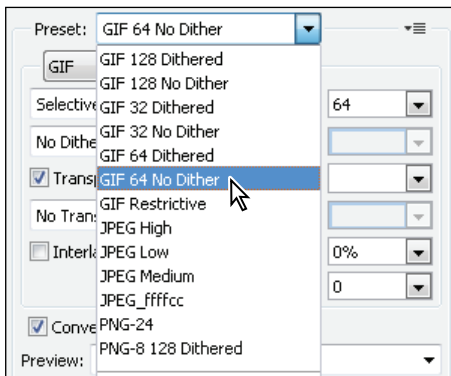 Preset: GIF 64 No Dither
GIF
GIF 128 Dithered
GIF 128 No Dither
Selective
GIF 32 Dithered
64
GIF 32 No Dither
No Dithe
GIF 64 Dithered
Transp
GIF 64 No Dither
No Trans
GIF Restrictive
JPEG High
Interla
JPEG Low
0%
JPEG Medium
0
JPEG_ffffcc
Conve
PNG-24
PNG-8 128 Dithered
Preview: